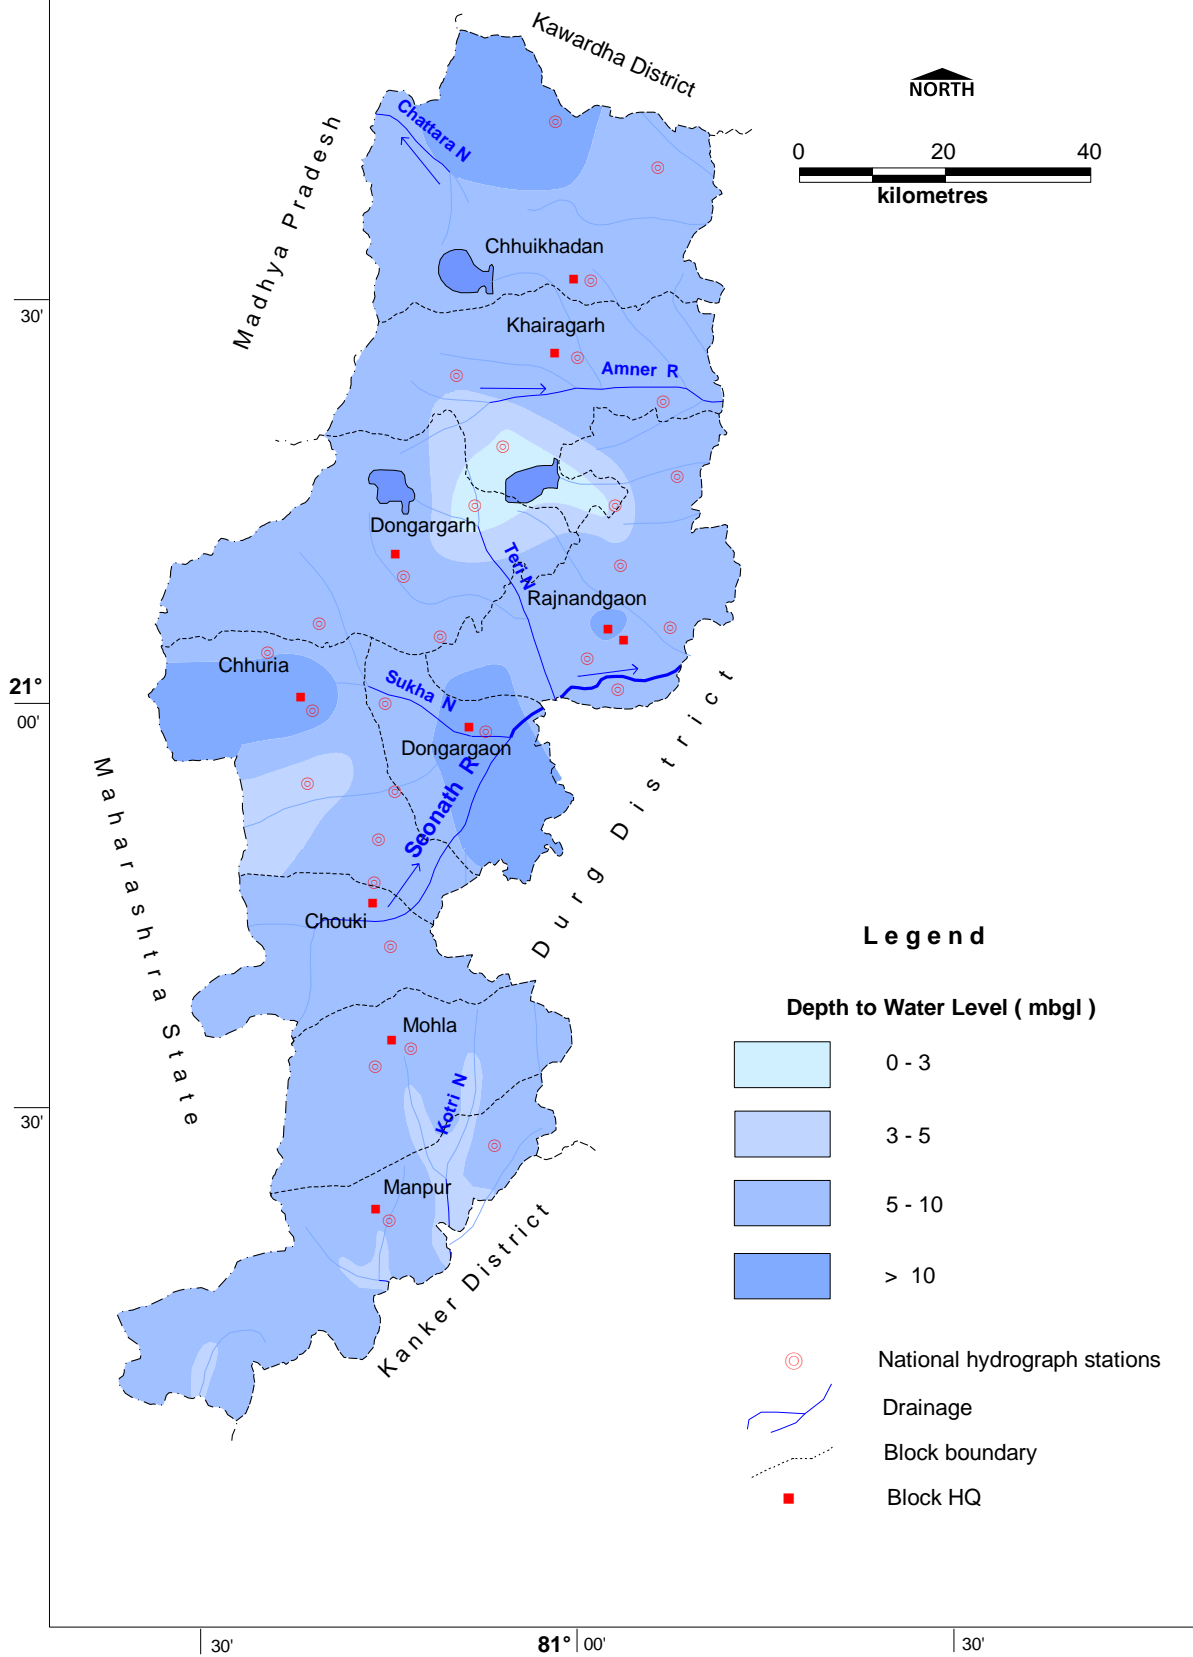 Kawardha District
NORTH
Chattara N
0 20 40
kilometres
Madhya Pradesh
Chhuikhadan
30'
Khairagarh
Amner R
Dongargarh
Teri N
Rajnandgaon
Chhuria
21°
00'
Sukha N
Dongargaon
Seonath R
Maharashtra State
Durg District
Chouki
Legend
Depth to Water Level ( mbgl )
Mohla
0 - 3
Kotri N
30'
3 - 5
Manpur
5 - 10
Kanker District
> 10
National hydrograph stations
Drainage
Block boundary
Block HQ
30' 81° 00' 30'